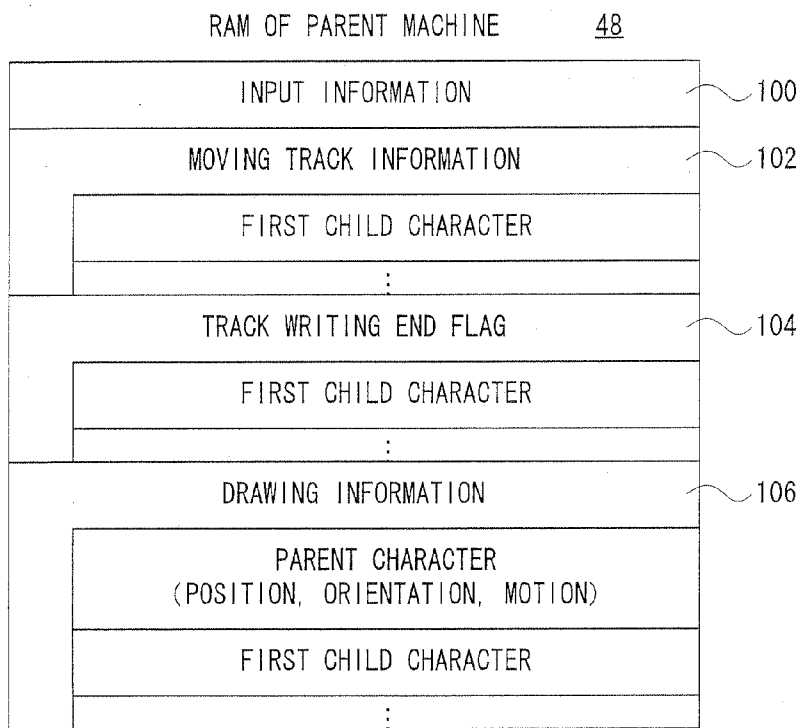 RAM OF PARENT MACHINE 48
INPUT INFORMATION 100
MOVING TRACK INFORMATION 102
FIRST CHILD CHARACTER
⋮
TRACK WRITING END FLAG 104
FIRST CHILD CHARACTER
⋮
DRAWING INFORMATION 106
PARENT CHARACTER
(POSITION, ORIENTATION, MOTION)
FIRST CHILD CHARACTER
⋮